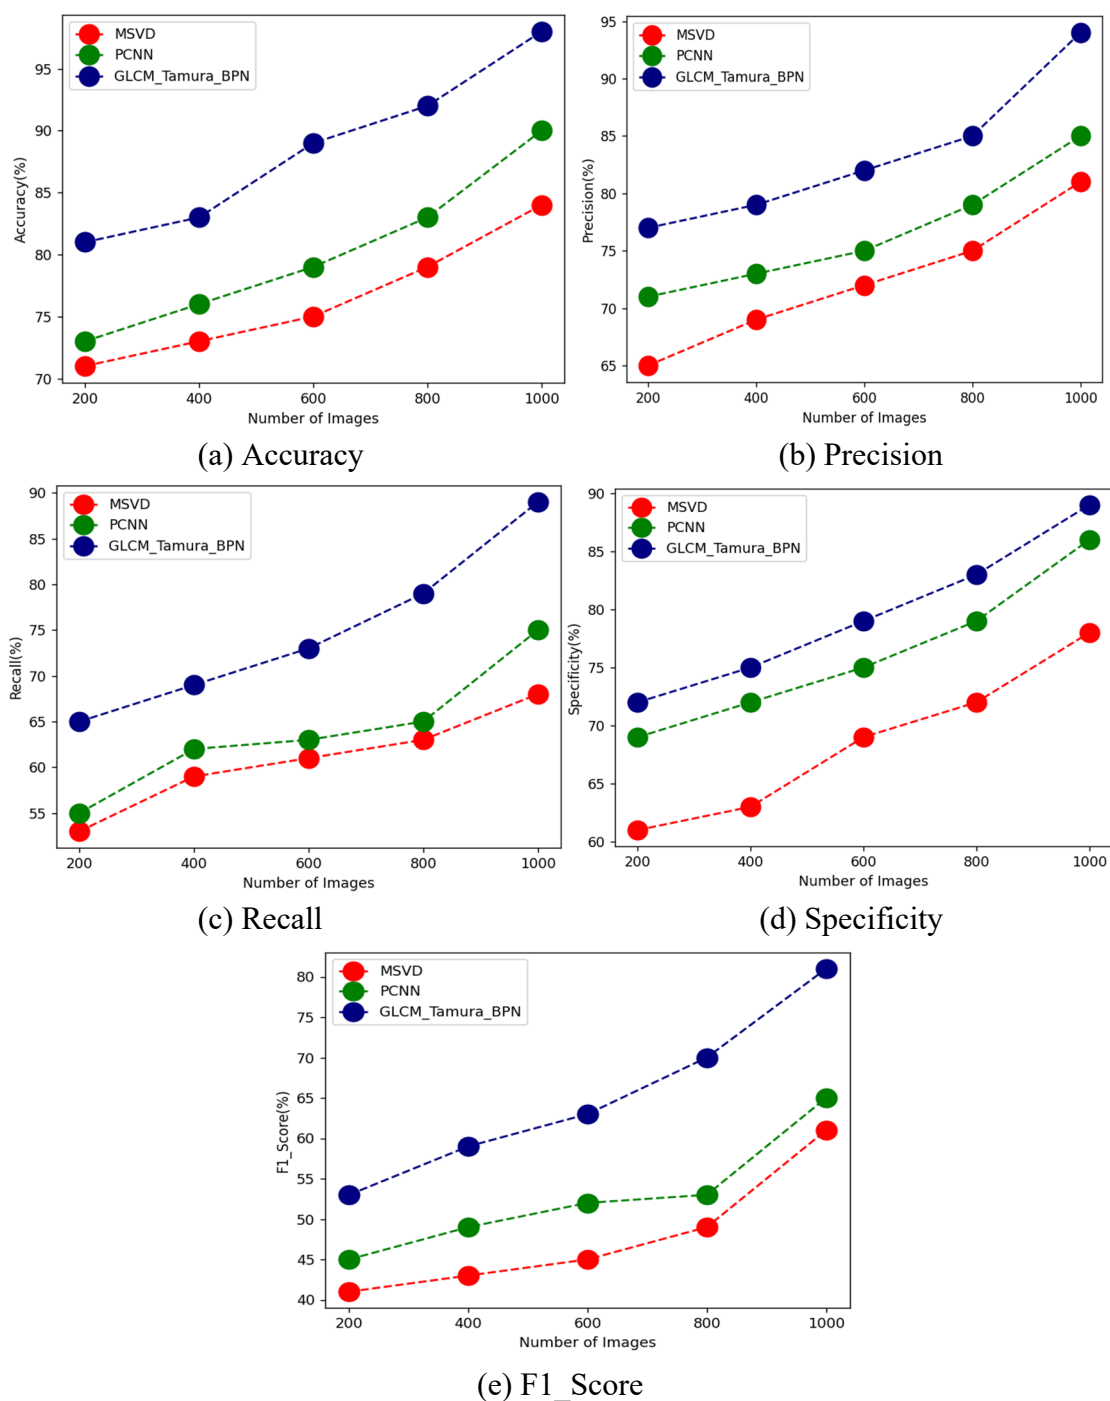 MSVD
PCNN
GLCM_Tamura_BPN
Accuracy(%)
95
90
85
80
75
70
200 400 600 800 1000
Number of Images
(a) Accuracy
MSVD
PCNN
GLCM_Tamura_BPN
Precision(%)
95
90
85
80
75
70
65
200 400 600 800 1000
Number of Images
(b) Precision
MSVD
PCNN
GLCM_Tamura_BPN
Recall(%)
90
85
80
75
70
65
60
55
200 400 600 800 1000
Number of Images
(c) Recall
MSVD
PCNN
GLCM_Tamura_BPN
Specificity(%)
90
85
80
75
70
65
60
200 400 600 800 1000
Number of Images
(d) Specificity
MSVD
PCNN
GLCM_Tamura_BPN
F1_Score(%)
80
75
70
65
60
55
50
45
40
200 400 600 800 1000
Number of Images
(e) F1_Score